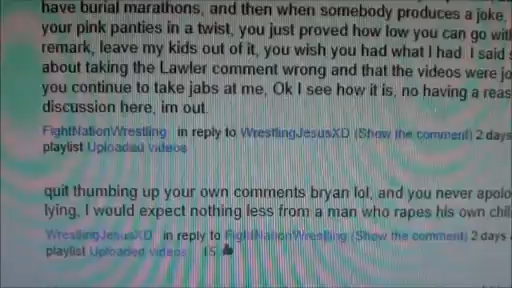 have burial marathons, and then when somebody produces a joke,
your pink panties in a twist, you just proved how low you can go
remark, leave my kids out of it, you wish you had what I had. I said
about taking the Lawler comment wrong and that the videos were
you continue to take jabs at me, Ok I see how it is, no having a
discussion here, im out.
FightNationWrestling in reply to WrestlingJesusXD (Show the comment) 2 days
playlist Uploaded videos
quit thumbing up your own comments bryan lol, and you never
lying, I would expect nothing less from a man who rapes his own
WrestlingJesusXD in reply to FightNationWrestling (Show the comment) 2 days
playlist Uploaded videos 15